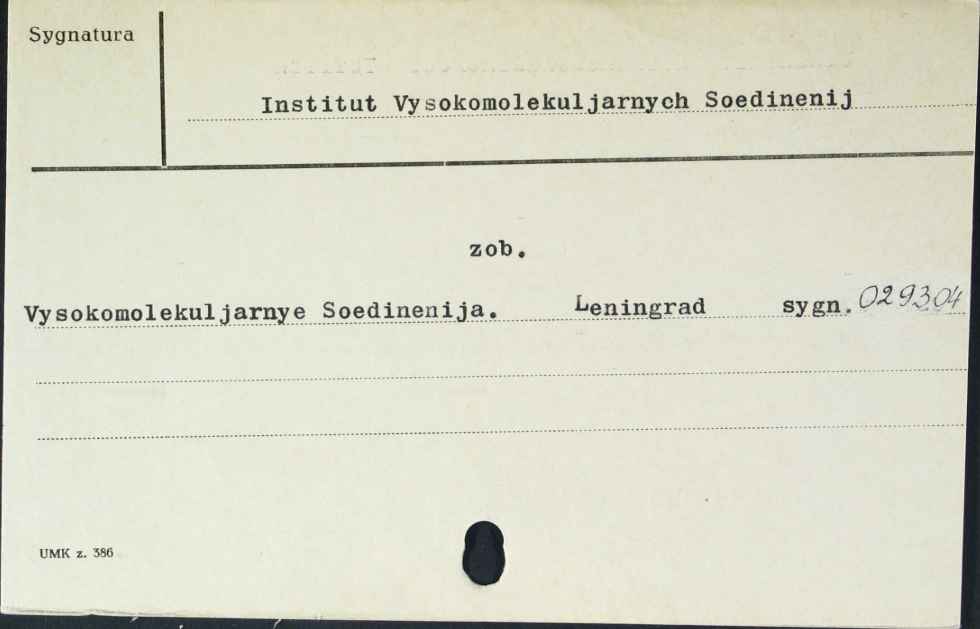 Sygnatura
Institut Vysokomolekuljarnych Soedinenij
zob.
Vysokomolekuljarnye Soedinenija. Leningrad sygn. 029304
UMK z. 386